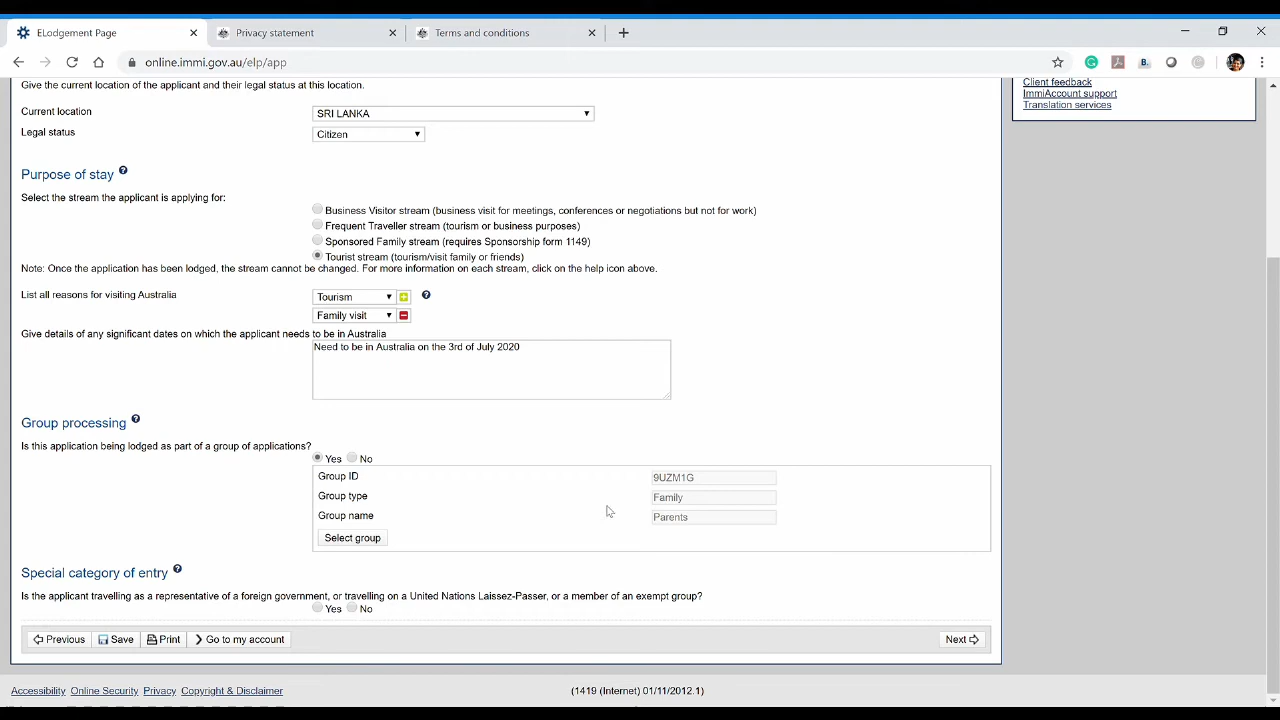 ELodgement Page
Privacy statement
Terms and conditions
online.immi.gov.au/elp/app
Give the current location of the applicant and their legal status at this location.
Current location SRI LANKA
Legal status Citizen
Purpose of stay
Select the stream the applicant is applying for:
Business Visitor stream (business visit for meetings, conferences or negotiations but not for work)
Frequent Traveller stream (tourism or business purposes)
Sponsored Family stream (requires Sponsorship form 1149)
Tourist stream (tourism/visit family or friends)
Note: Once the application has been lodged, the stream cannot be changed. For more information on each stream, click on the help icon above.
List all reasons for visiting Australia Tourism
Family visit
Give details of any significant dates on which the applicant needs to be in Australia
Need to be in Australia on the 3rd of July 2020
Group processing
Is this application being lodged as part of a group of applications?
Yes No
Group ID 9UZM1G
Group type Family
Group name Parents
Select group
Special category of entry
Is the applicant travelling as a representative of a foreign government, or travelling on a United Nations Laissez-Passer, or a member of an exempt group?
Yes No
Previous Save Print Go to my account Next
Client feedback
ImmiAccount support
Translation services
Accessibility Online Security Privacy Copyright & Disclaimer (1419 (Internet) 01/11/2012.1)